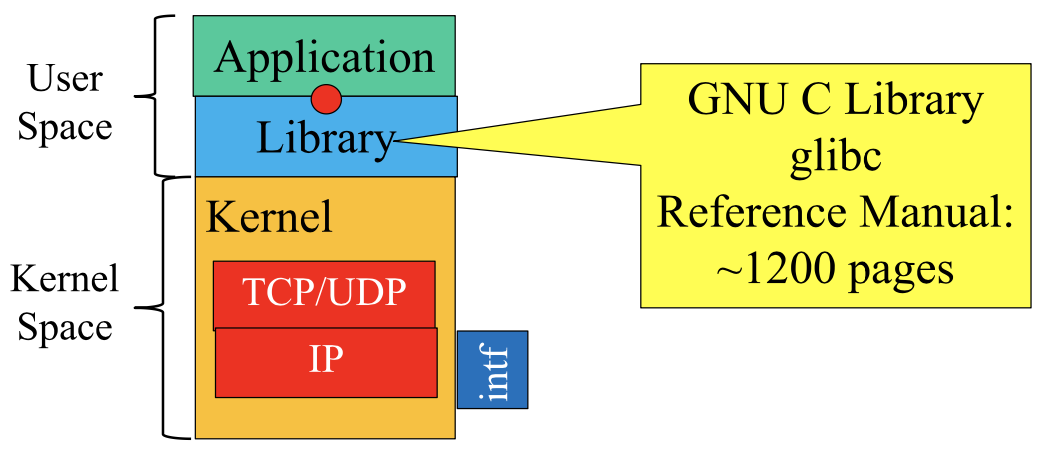 User
Space
Application
Library
Kernel
Space
Kernel
TCP/UDP
IP
intf
GNU C Library
glibc
Reference Manual:
~1200 pages